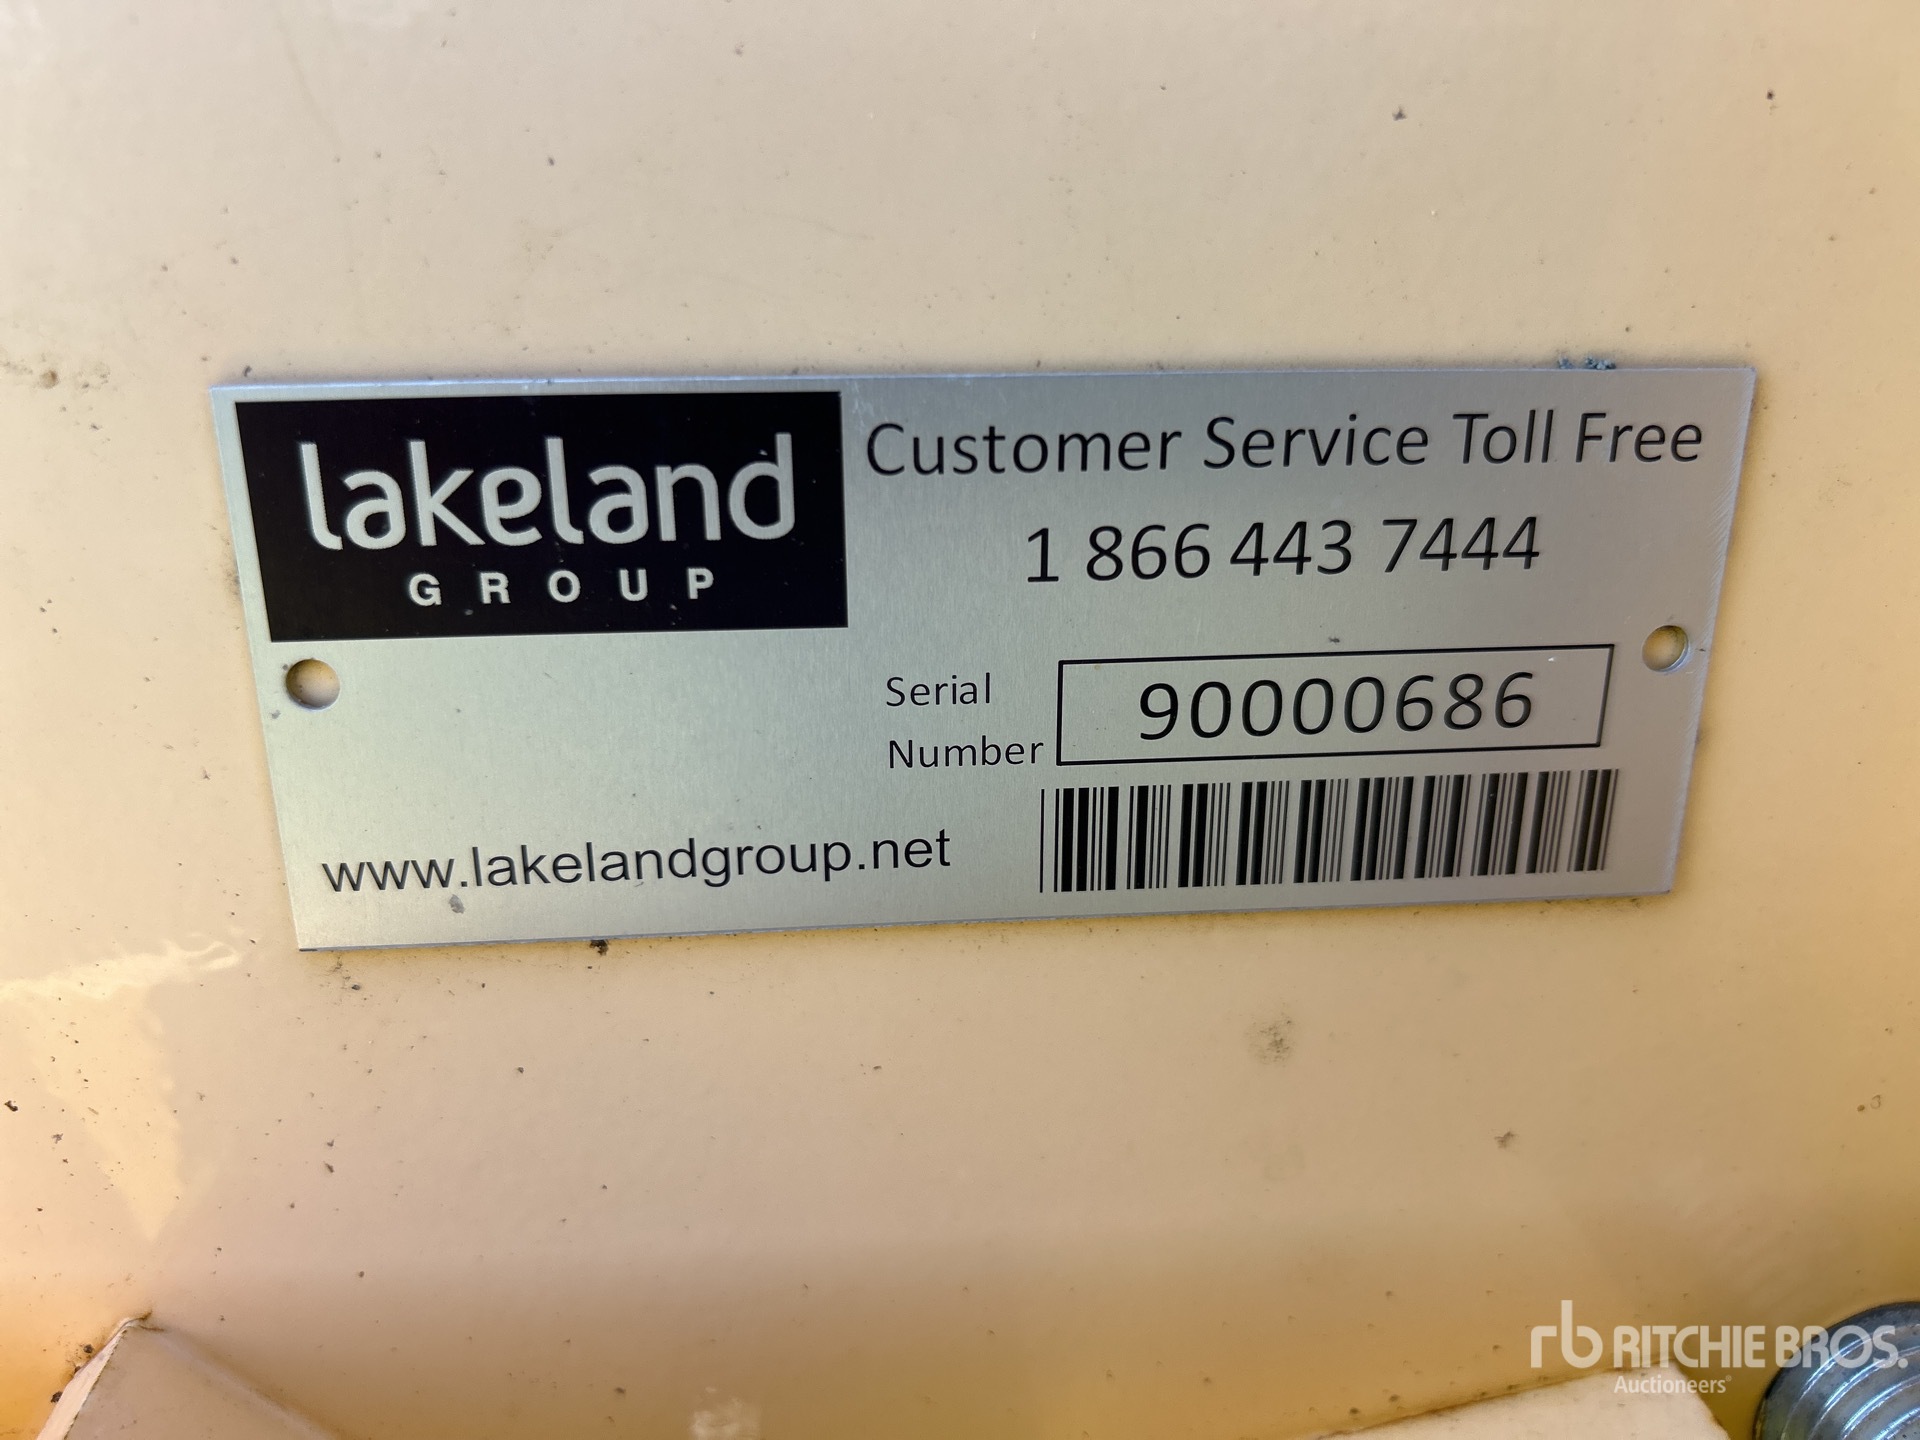 lakeland
GROUP
Customer Service Toll Free
1 866 443 7444
Serial
Number
90000686
www.lakelandgroup.net
rb RITCHIE BROS.
Auctioneers